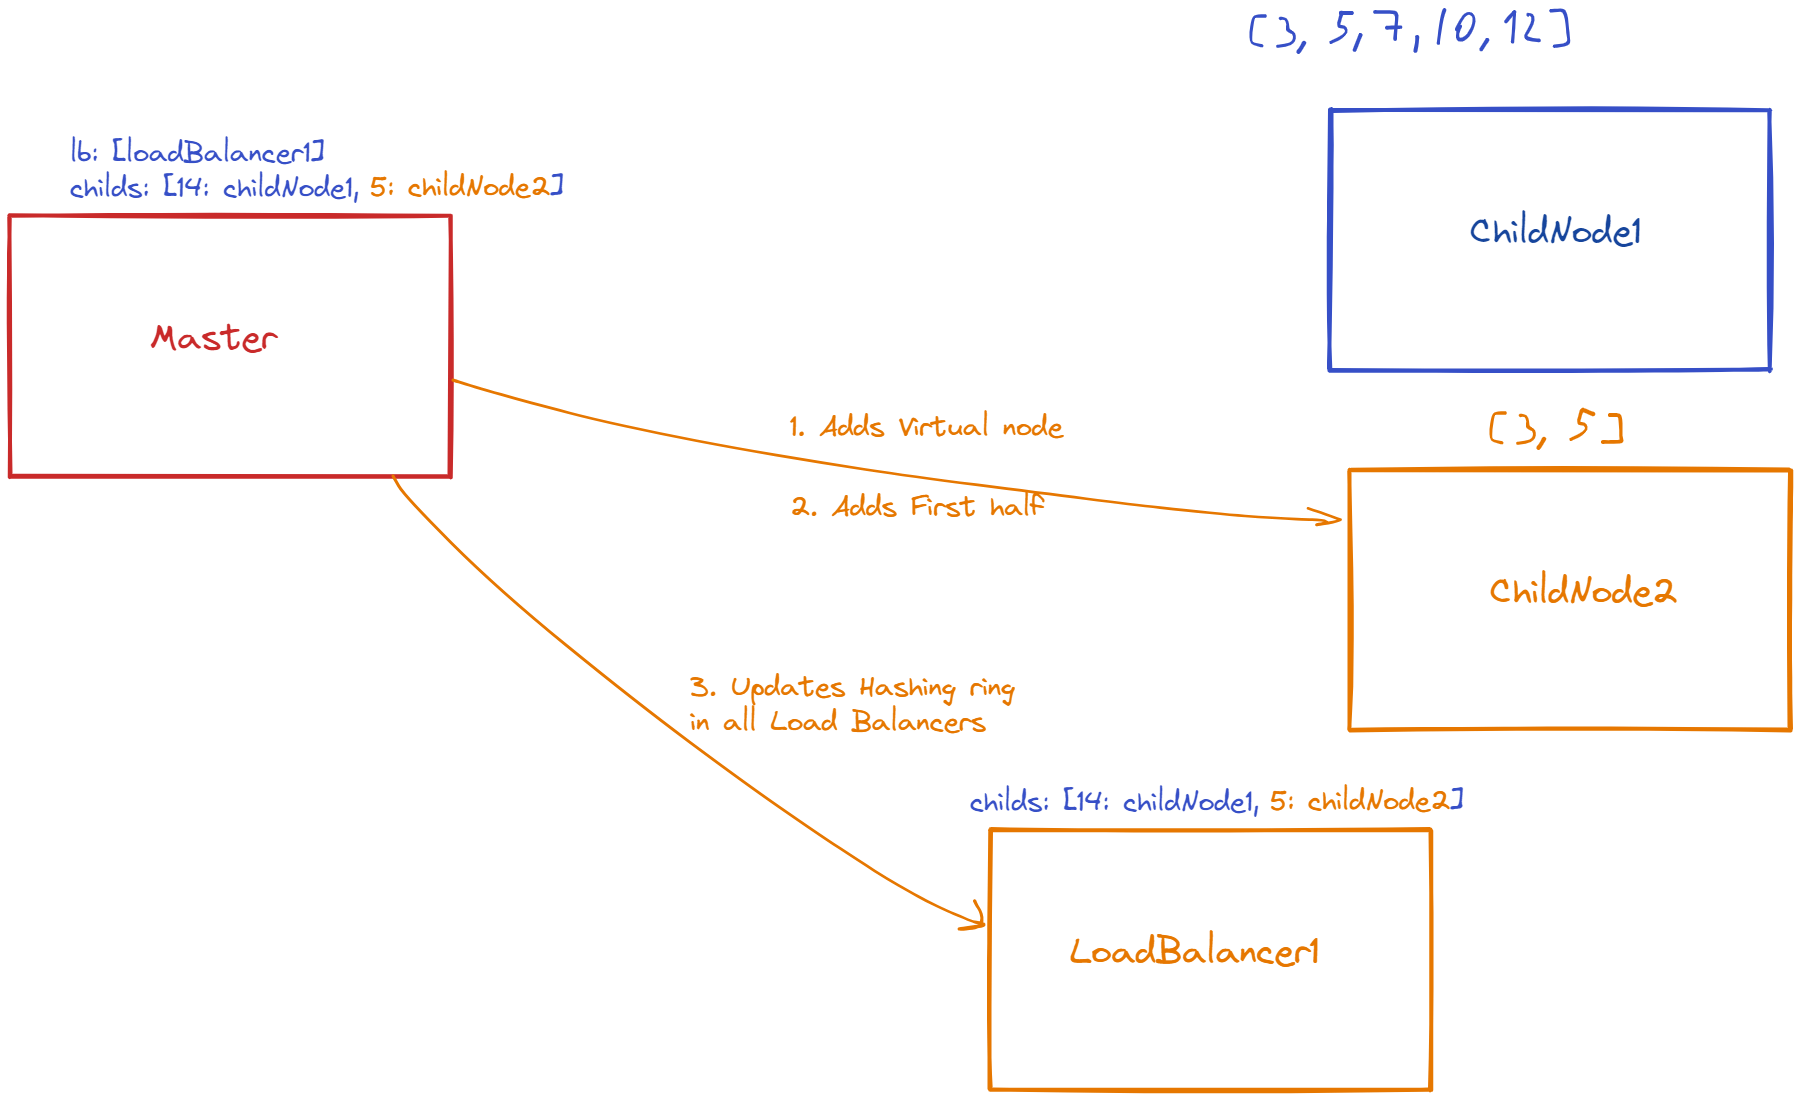 [3, 5, 7, 10, 12]
lb: [loadBalancer1]
childs: [14: childNode1, 5: childNode2]
ChildNode1
Master
1. Adds Virtual node
[3, 5]
2. Adds First half
ChildNode2
3. Updates Hashing ring
in all Load Balancers
childs: [14: childNode1, 5: childNode2]
LoadBalancer1